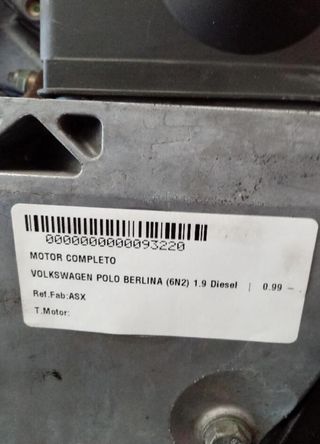 0000000000093220
MOTOR COMPLETO
VOLKSWAGEN POLO BERLINA (6N2) 1.9 Diesel | 0.99 -
Ref.Fab:ASX
T.Motor: